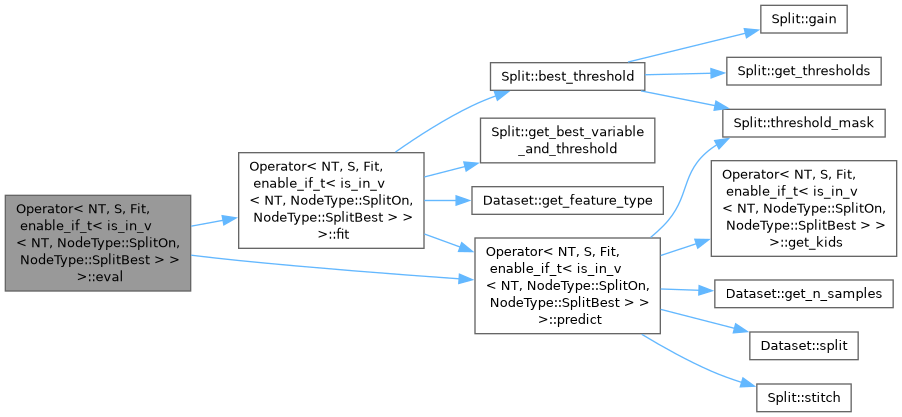 Operator< NT, S, Fit,
enable_if_t< is_in_v
< NT, NodeType::SplitOn,
NodeType::SplitBest > >
>::eval
Operator< NT, S, Fit,
enable_if_t< is_in_v
< NT, NodeType::SplitOn,
NodeType::SplitBest > >
>::fit
Split::best_threshold
Split::get_best_variable
_and_threshold
Dataset::get_feature_type
Operator< NT, S, Fit,
enable_if_t< is_in_v
< NT, NodeType::SplitOn,
NodeType::SplitBest > >
>::predict
Split::gain
Split::get_thresholds
Split::threshold_mask
Operator< NT, S, Fit,
enable_if_t< is_in_v
< NT, NodeType::SplitOn,
NodeType::SplitBest > >
>::get_kids
Dataset::get_n_samples
Dataset::split
Split::stitch